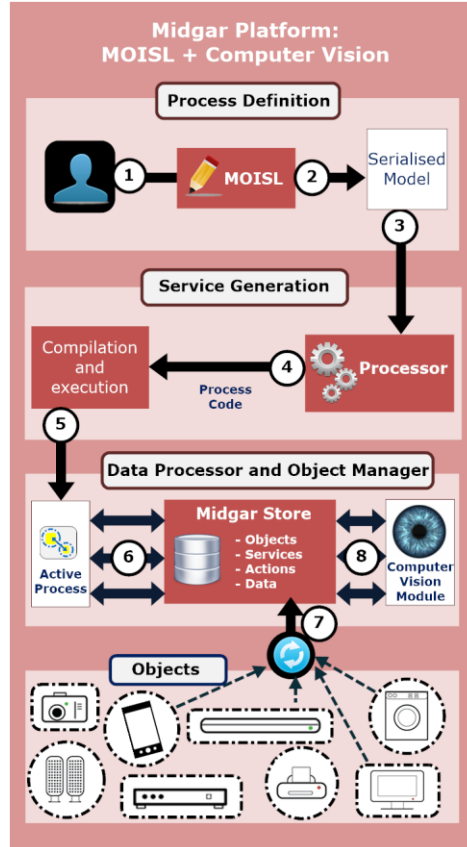 Midgar Platform:
MOISL + Computer Vision
Process Definition
1
MOISL
2
Serialised
Model
3
Service Generation
Compilation
and
execution
4
Process
Code
Processor
5
Data Processor and Object Manager
Active
Process
6
Midgar Store
- Objects
- Services
- Actions
- Data
8
Computer
Vision
Module
7
Objects